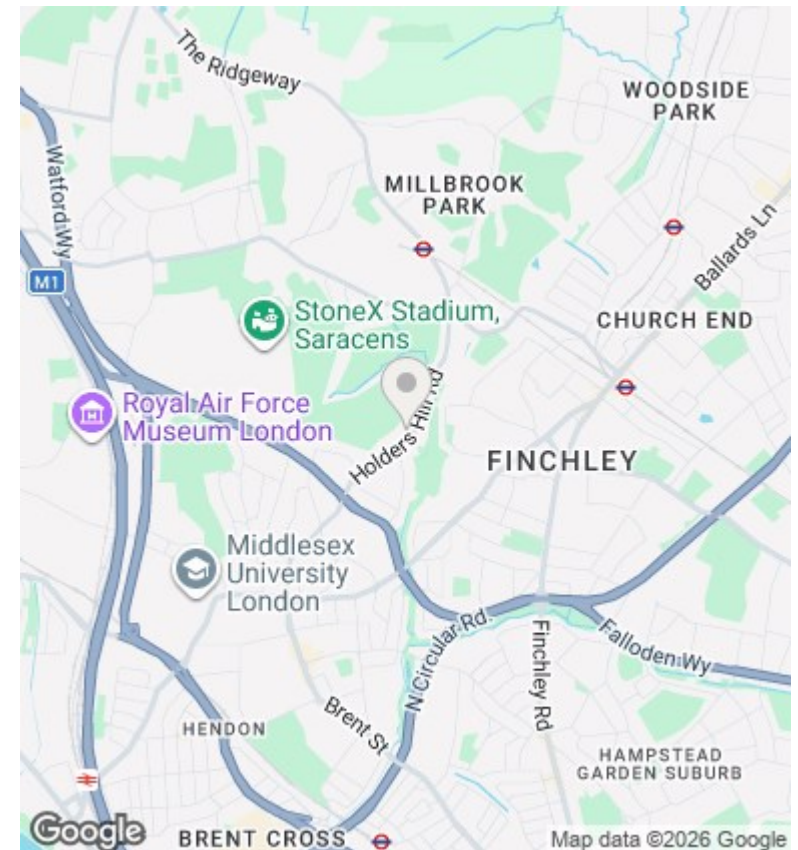 The Ridgeway
WOODSIDE
PARK
Watford Wy
MILLBROOK
PARK
Ballards Ln
M1
StoneX Stadium,
Saracens
CHURCH END
Royal Air Force
Museum London
Holders Hill Rd
FINCHLEY
Middlesex
University
London
N Circular Rd
Finchley Rd
Falloden Wy
Brent St
HENDON
HAMPSTEAD
GARDEN SUBURB
Google
BRENT CROSS
Map data ©2026 Google